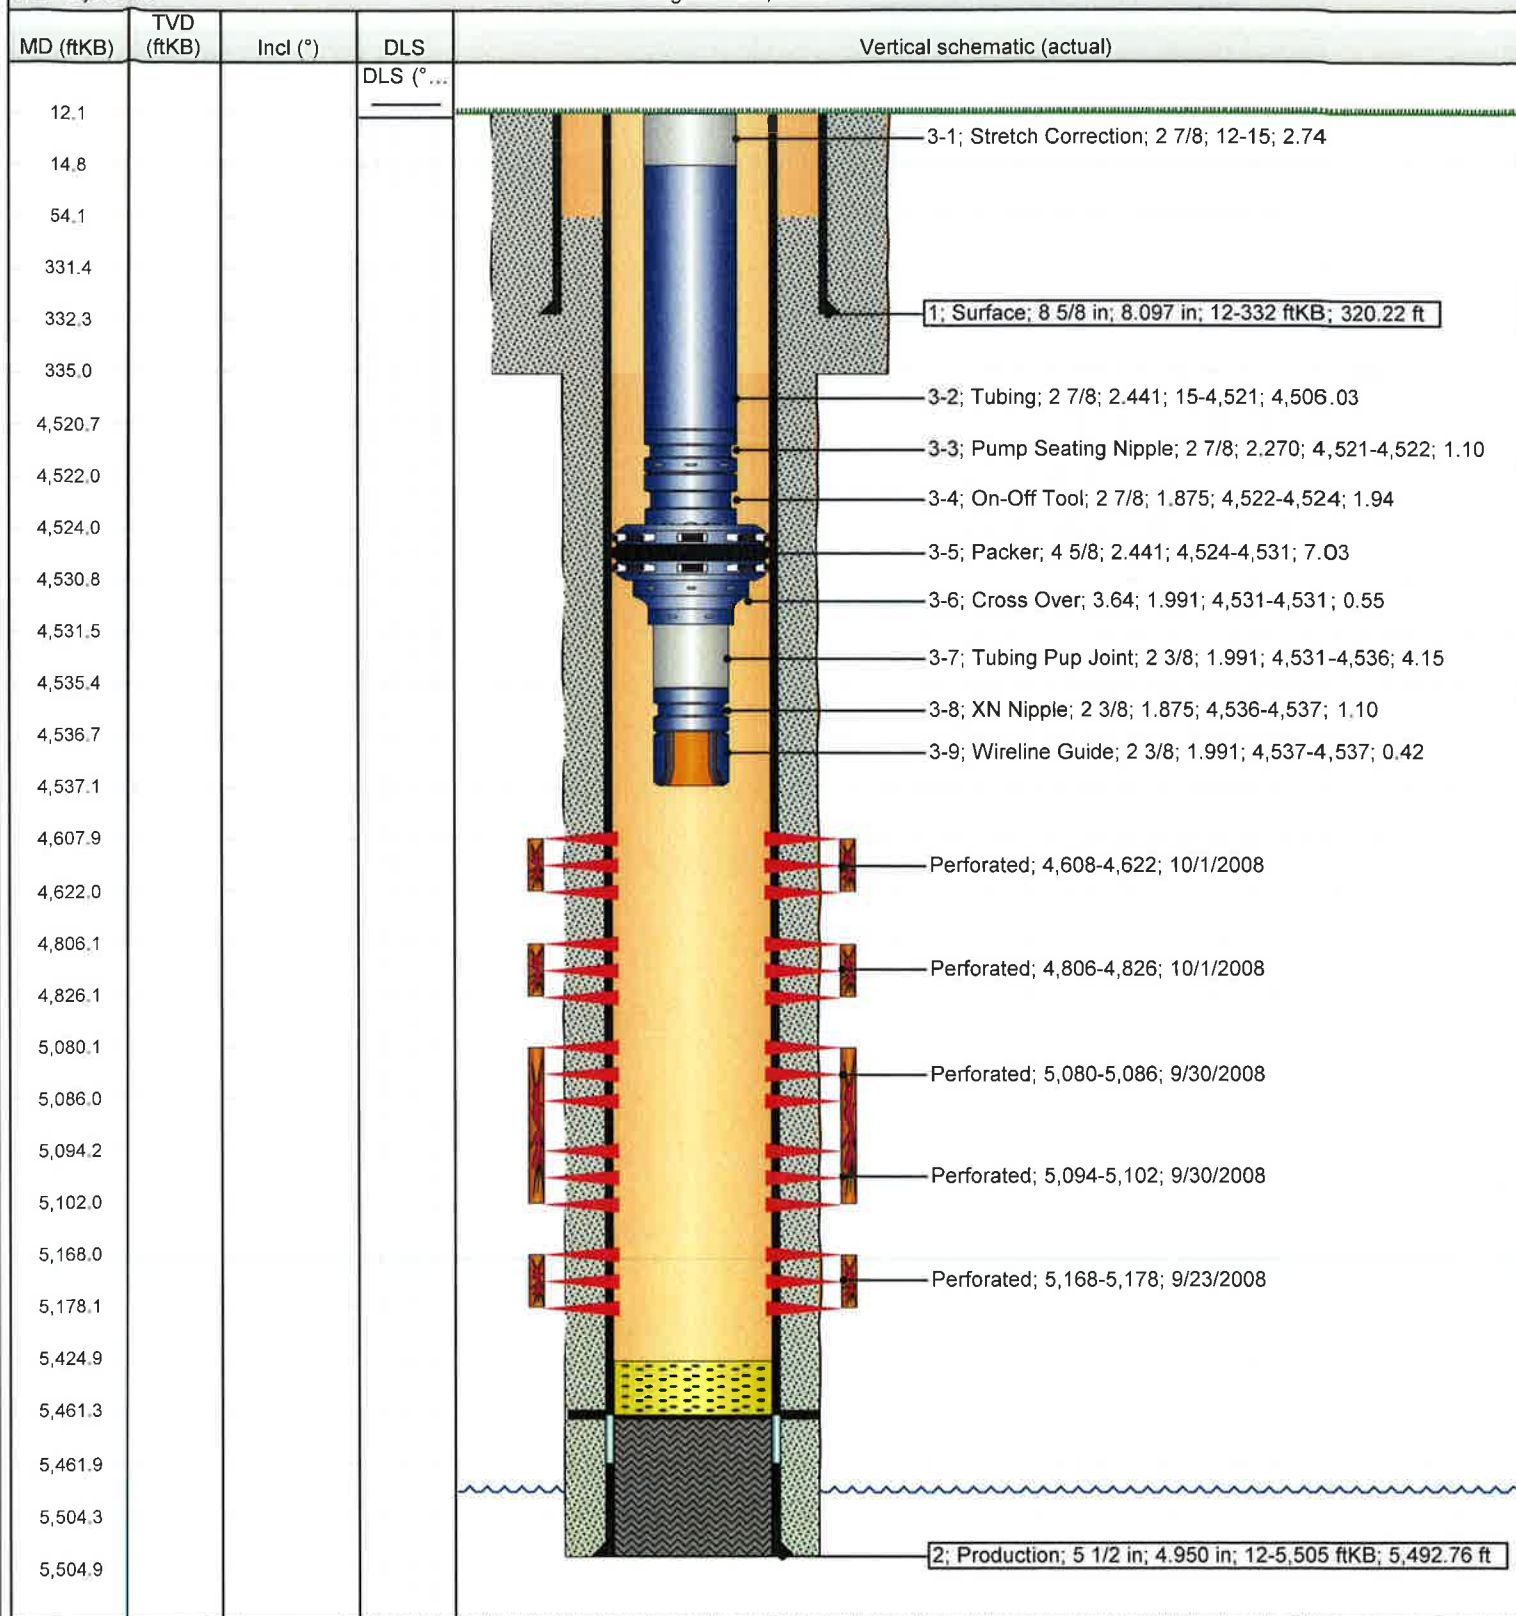 MD (ftKB)
TVD
(ftKB)
Incl (°)
DLS
Vertical schematic (actual)
DLS (°...
12.1
3-1; Stretch Correction; 2 7/8; 12-15; 2.74
14.8
54.1
331.4
332.3
1; Surface; 8 5/8 in; 8.097 in; 12-332 ftKB; 320.22 ft
335.0
3-2; Tubing; 2 7/8; 2.441; 15-4,521; 4,506.03
4,520.7
3-3; Pump Seating Nipple; 2 7/8; 2.270; 4,521-4,522; 1.10
4,522.0
3-4; On-Off Tool; 2 7/8; 1.875; 4,522-4,524; 1.94
4,524.0
3-5; Packer; 4 5/8; 2.441; 4,524-4,531; 7.03
4,530.8
3-6; Cross Over; 3.64; 1.991; 4,531-4,531; 0.55
4,531.5
3-7; Tubing Pup Joint; 2 3/8; 1.991; 4,531-4,536; 4.15
4,535.4
3-8; XN Nipple; 2 3/8; 1.875; 4,536-4,537; 1.10
4,536.7
3-9; Wireline Guide; 2 3/8; 1.991; 4,537-4,537; 0.42
4,537.1
4,607.9
Perforated; 4,608-4,622; 10/1/2008
4,622.0
4,806.1
Perforated; 4,806-4,826; 10/1/2008
4,826.1
5,080.1
Perforated; 5,080-5,086; 9/30/2008
5,086.0
5,094.2
Perforated; 5,094-5,102; 9/30/2008
5,102.0
5,168.0
Perforated; 5,168-5,178; 9/23/2008
5,178.1
5,424.9
5,461.3
5,461.9
5,504.3
2; Production; 5 1/2 in; 4.950 in; 12-5,505 ftKB; 5,492.76 ft
5,504.9